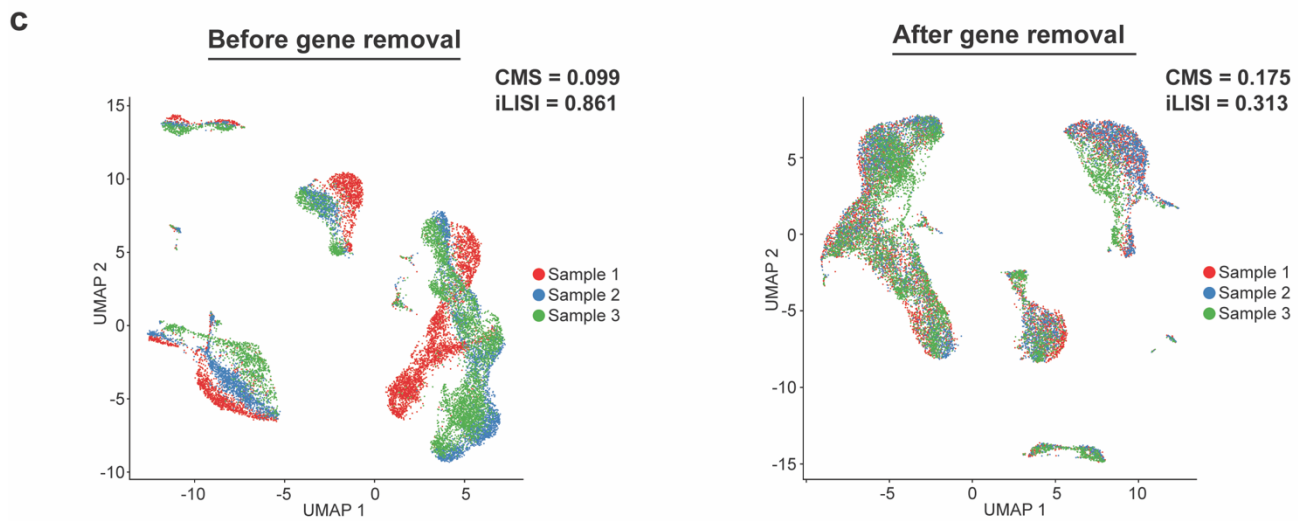 c
Before gene removal
CMS = 0.099
iLISI = 0.861
15
10
5
0
-5
-10
UMAP 2
-10
-5
0
5
UMAP 1
Sample 1
Sample 2
Sample 3
After gene removal
CMS = 0.175
iLISI = 0.313
5
0
-5
-10
-15
UMAP 2
-5
0
5
10
UMAP 1
Sample 1
Sample 2
Sample 3